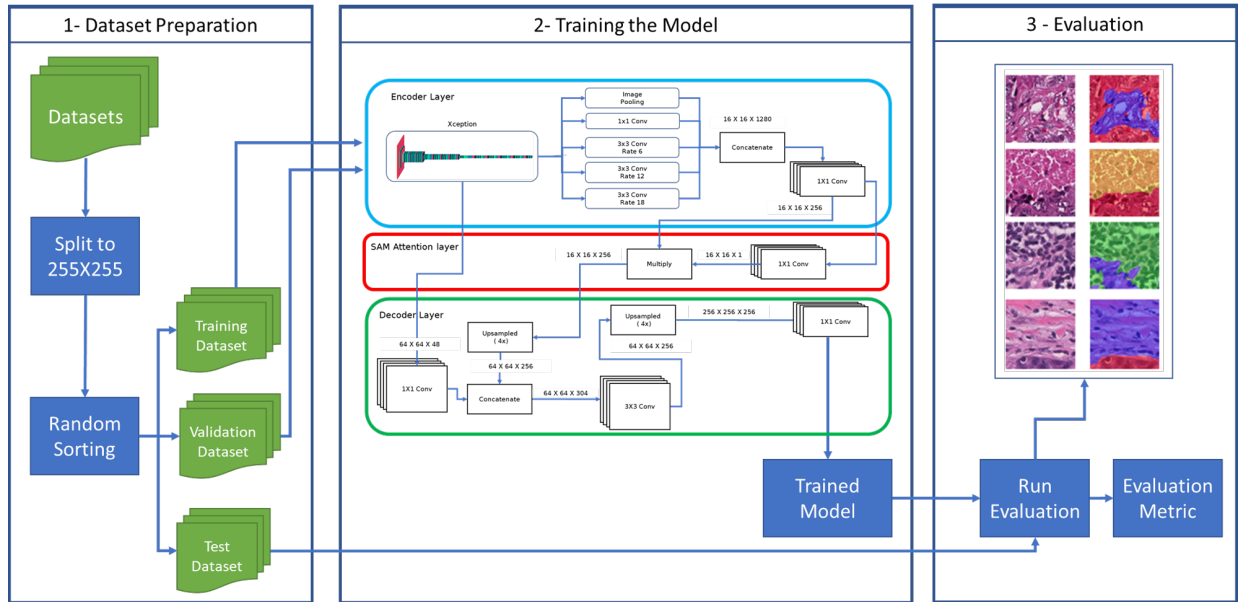 1- Dataset Preparation
Datasets
Split to
255X255
Random
Sorting
Training
Dataset
Validation
Dataset
Test
Dataset
2- Training the Model
Encoder Layer
Xception
Image
Pooling
1x1 Conv
3x3 Conv
Rate 6
3x3 Conv
Rate 12
3x3 Conv
Rate 18
16 X 16 X 1280
Concatenate
1X1 Conv
16 X 16 X 256
SAM Attention layer
16 X 16 X 256
Multiply
16 X 16 X 1
1X1 Conv
Decoder Layer
64 X 64 X 48
1X1 Conv
Upsampled
( 4x)
64 X 64 X 256
Concatenate
64 X 64 X 304
3X3 Conv
64 X 64 X 256
Upsampled
( 4x)
256 X 256 X 256
1X1 Conv
Trained
Model
3 - Evaluation
Run
Evaluation
Evaluation
Metric